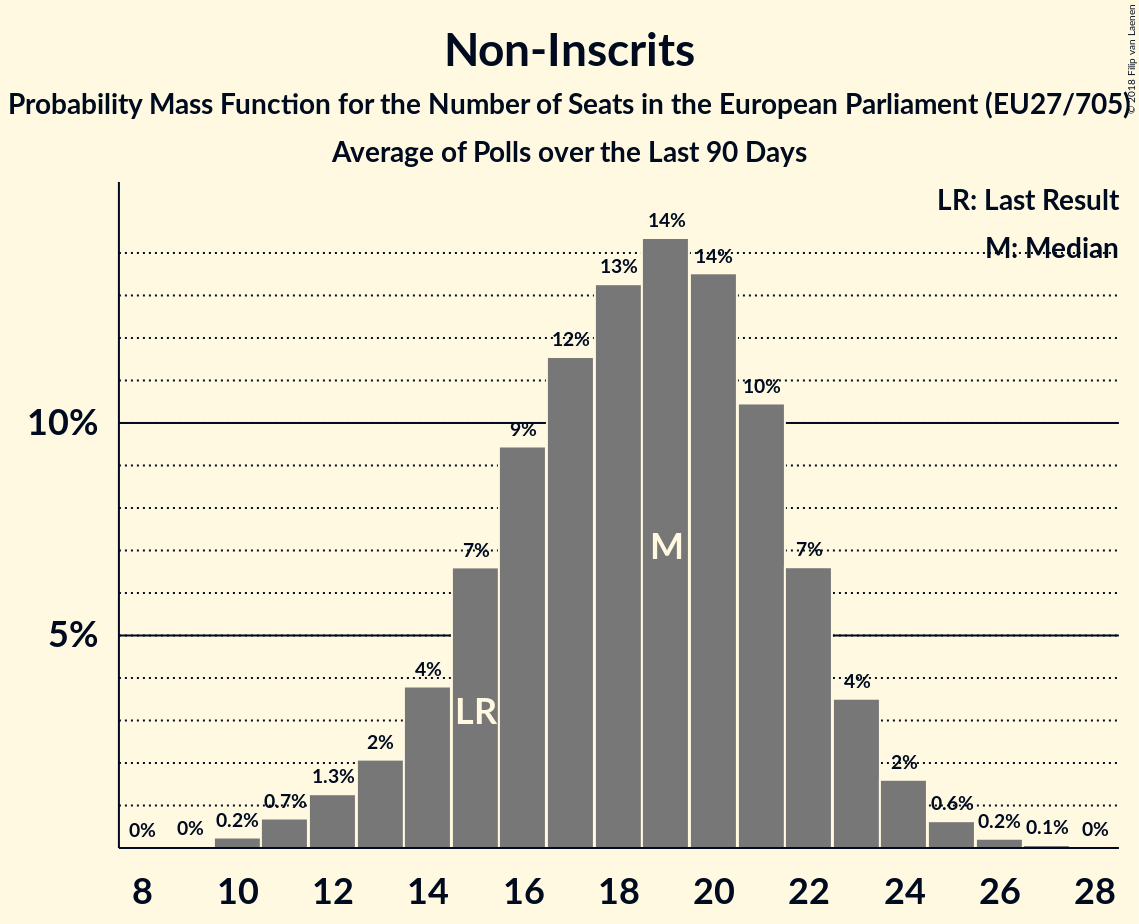 Non-Inscrits
Probability Mass Function for the Number of Seats in the European Parliament (EU27/705)
Average of Polls over the Last 90 Days
© 2018 Filip van Laenen
LR: Last Result
M: Median
10%
5%
0%
0%
0.2%
0.7%
1.3%
2%
4%
7%
9%
12%
13%
14%
14%
10%
7%
4%
2%
0.6%
0.2%
0.1%
0%
LR
M
8 10 12 14 16 18 20 22 24 26 28